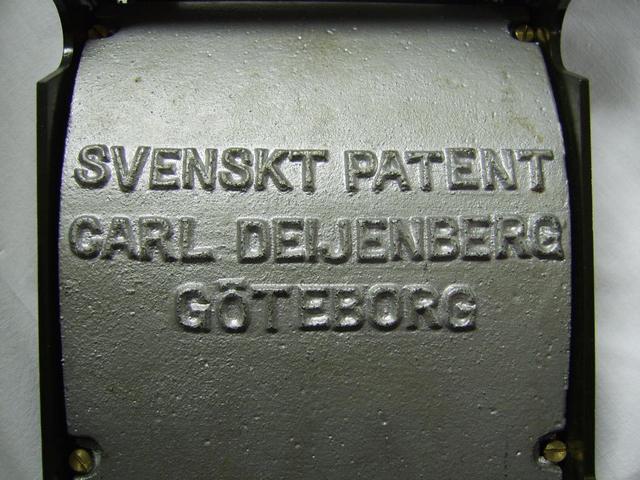 SVENSKT PATENT
CARL DEIJENBERG
GÖTEBORG